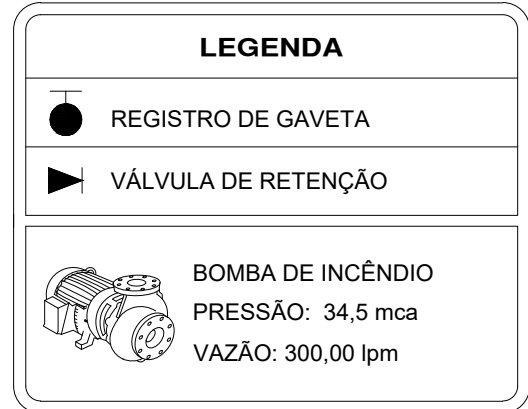 LEGENDA
REGISTRO DE GAVETA
VÁLVULA DE RETENÇÃO
BOMBA DE INCÊNDIO
PRESSÃO: 34,5 mca
VAZÃO: 300,00 lpm